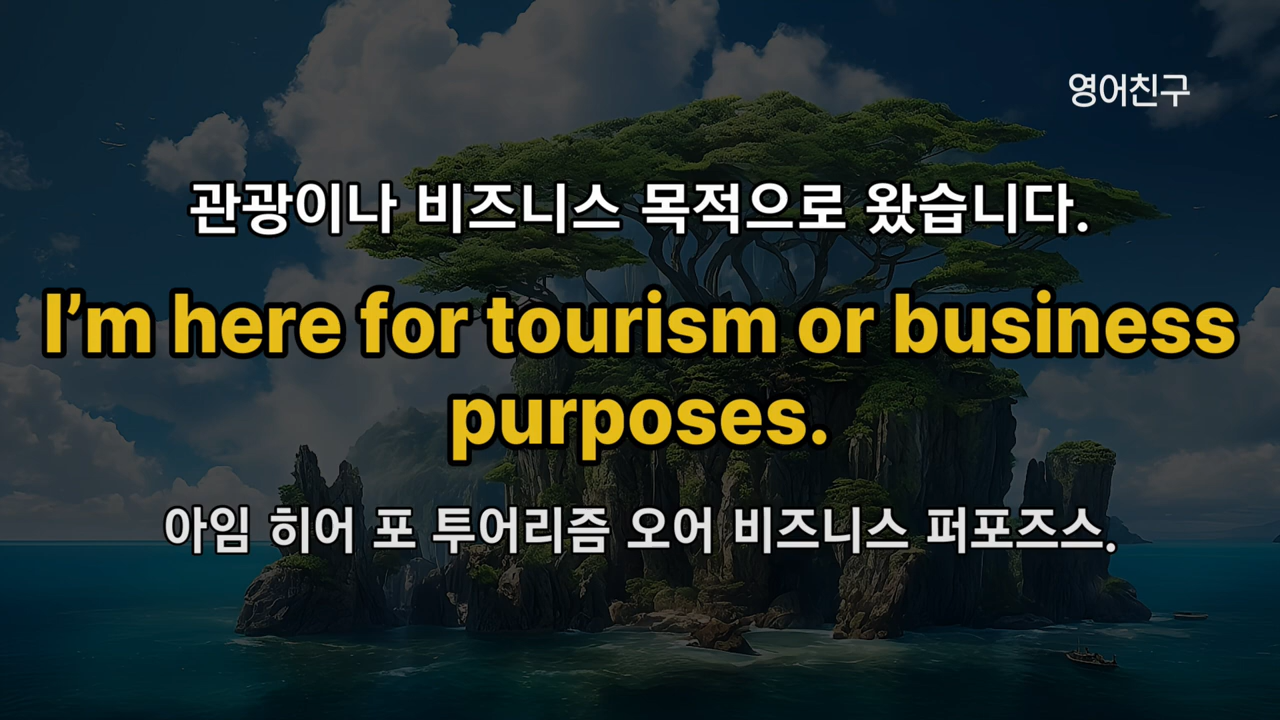 영어친구
관광이나 비즈니스 목적으로 왔습니다.
I’m here for tourism or business
purposes.
아임 히어 포 투어리즘 오어 비즈니스 퍼포즈스.